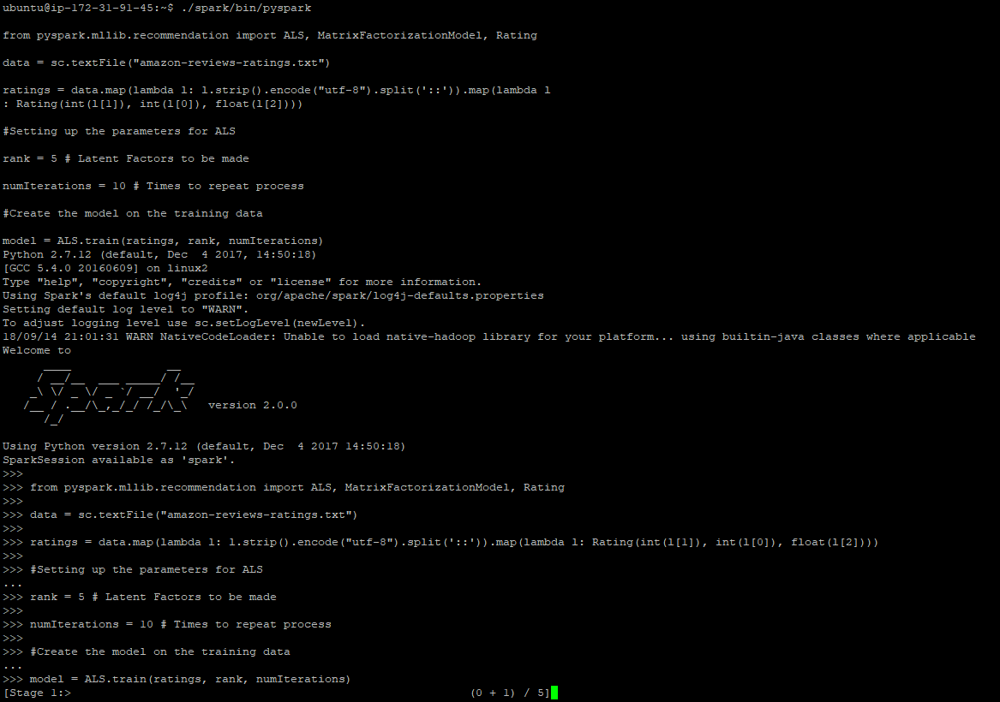 ubuntu@ip-172-31-91-45:~$ ./spark/bin/pyspark
from pyspark.mllib.recommendation import ALS, MatrixFactorizationModel, Rating
data = sc.textFile("amazon-reviews-ratings.txt")
ratings = data.map(lambda l: l.strip().encode("utf-8").split('::')).map(lambda l
: Rating(int(l[1]), int(l[0]), float(l[2])))
#Setting up the parameters for ALS
rank = 5 # Latent Factors to be made
numIterations = 10 # Times to repeat process
#Create the model on the training data
model = ALS.train(ratings, rank, numIterations)
Python 2.7.12 (default, Dec  4 2017, 14:50:18)
[GCC 5.4.0 20160609] on linux2
Type "help", "copyright", "credits" or "license" for more information.
Using Spark's default log4j profile: org/apache/spark/log4j-defaults.properties
Setting default log level to "WARN".
To adjust logging level use sc.setLogLevel(newLevel).
18/09/14 21:01:31 WARN NativeCodeLoader: Unable to load native-hadoop library for your platform... using builtin-java classes where applicable
Welcome to
      ____              __
     / __/__  ___ _____/ /__
    _\ \/ _ \/ _ `/ __/  '_/
   /__ / .__/\_,_/_/ /_/\_\   version 2.0.0
      /_/
Using Python version 2.7.12 (default, Dec  4 2017 14:50:18)
SparkSession available as 'spark'.
>>>
>>> from pyspark.mllib.recommendation import ALS, MatrixFactorizationModel, Rating
>>>
>>> data = sc.textFile("amazon-reviews-ratings.txt")
>>>
>>> ratings = data.map(lambda l: l.strip().encode("utf-8").split('::')).map(lambda l: Rating(int(l[1]), int(l[0]), float(l[2])))
>>>
>>> #Setting up the parameters for ALS
...
>>> rank = 5 # Latent Factors to be made
>>>
>>> numIterations = 10 # Times to repeat process
>>>
>>> #Create the model on the training data
...
>>> model = ALS.train(ratings, rank, numIterations)
[Stage 1:>                                                          (0 + 1) / 5]